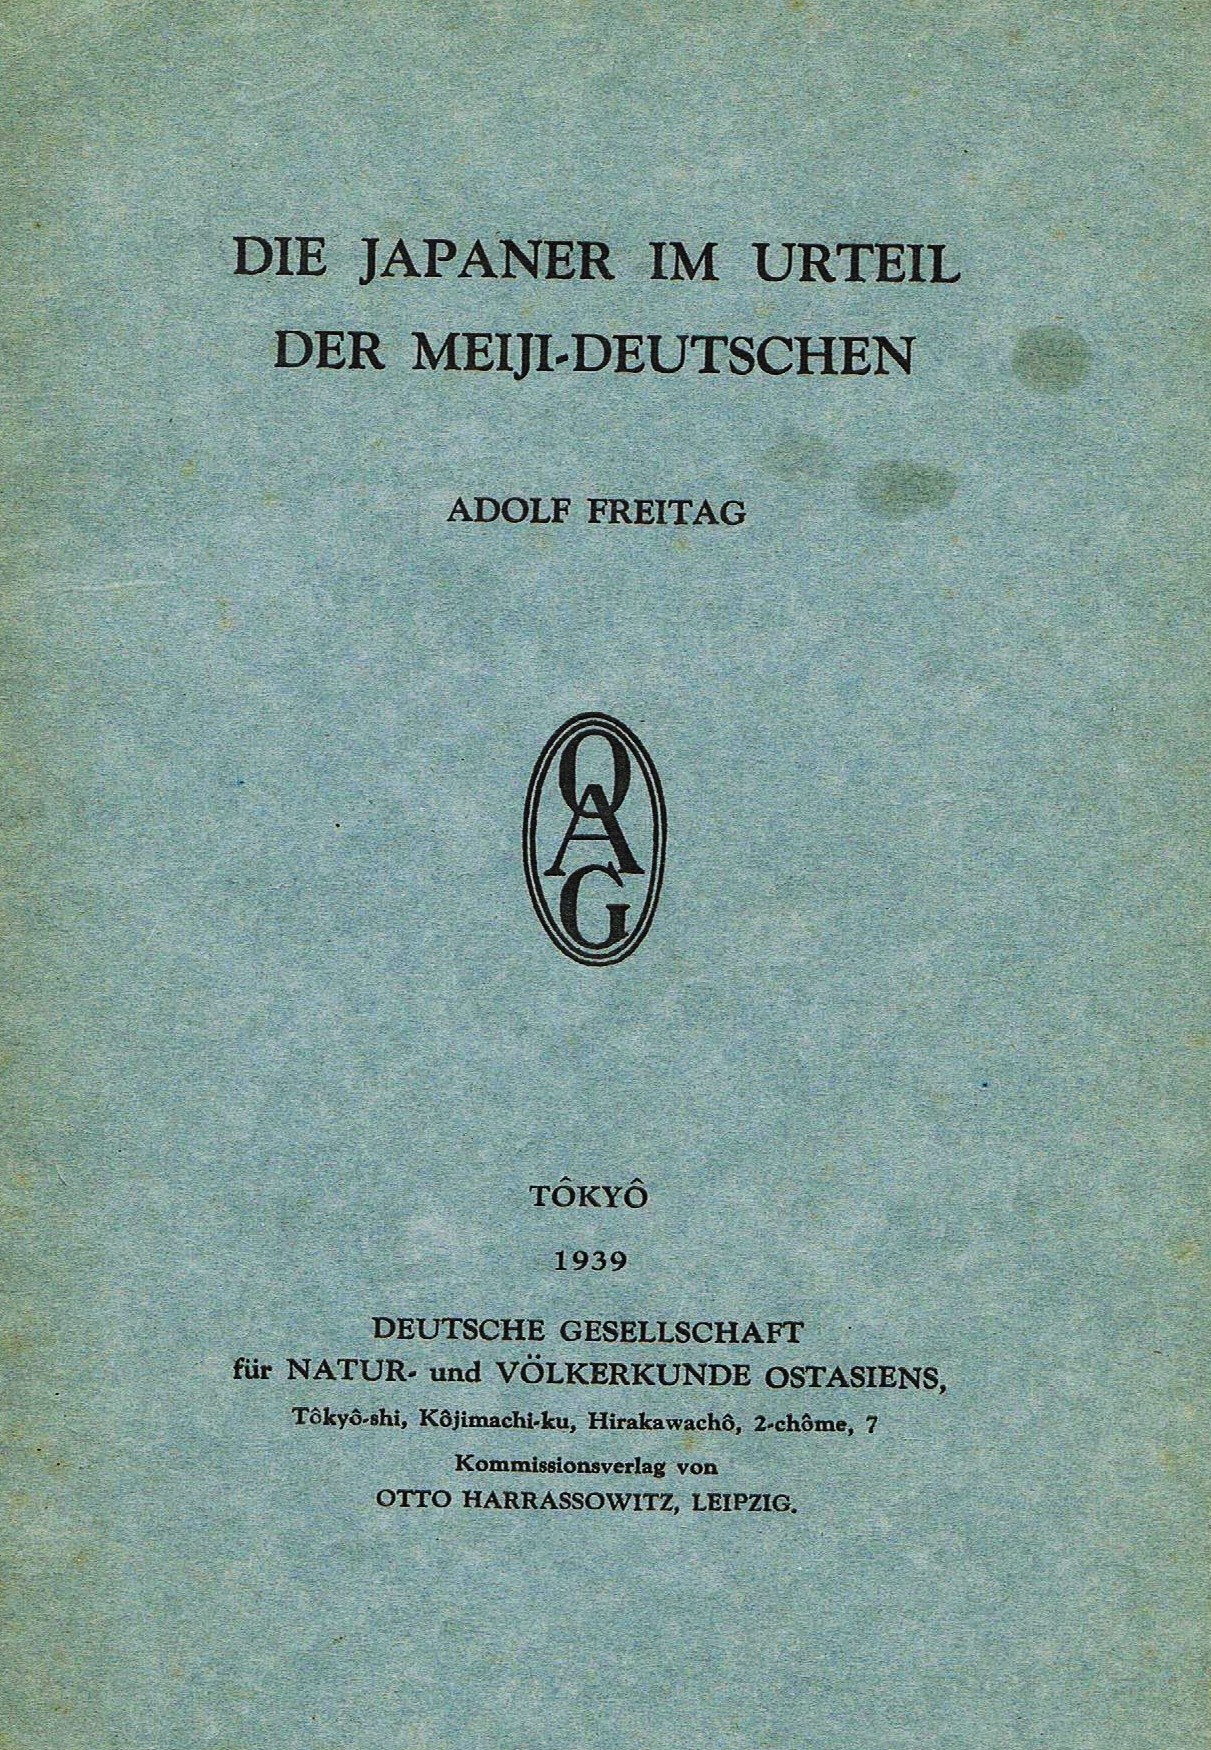 DIE JAPANER IM URTEIL
DER MEIJI-DEUTSCHEN
ADOLF FREITAG
OAG
TÔKYÔ
1939
DEUTSCHE GESELLSCHAFT
für NATUR- und VÖLKERKUNDE OSTASIENS,
Tôkyô-shi, Kôjimachi-ku, Hirakawachô, 2-chôme, 7
Kommissionsverlag von
OTTO HARRASSOWITZ, LEIPZIG.